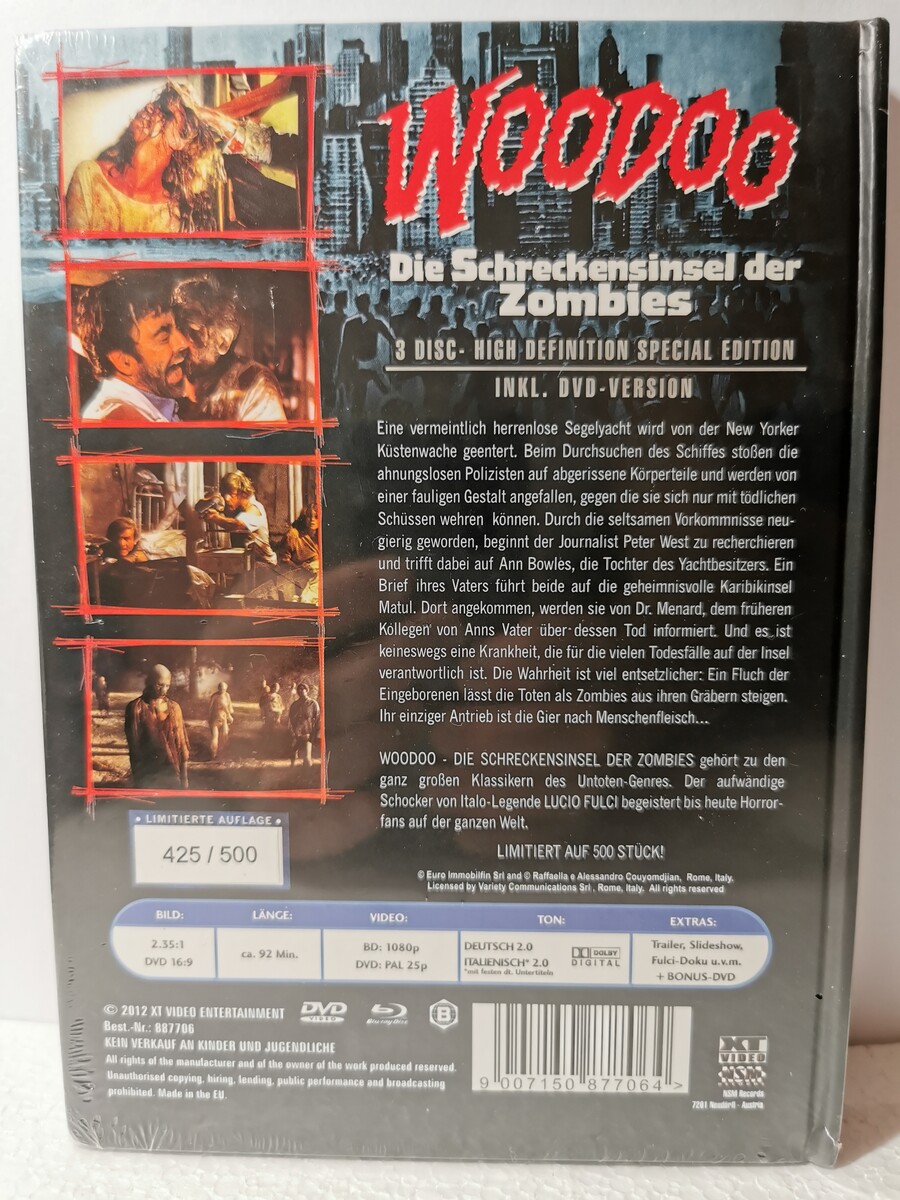 WOODOO
Die Schreckensinsel der
Zombies
3 DISC- HIGH DEFINITION SPECIAL EDITION
INKL. DVD-VERSION
Eine vermeintlich herrenlose Segelyacht wird von der New Yorker
Küstenwache geentert. Beim Durchsuchen des Schiffes stoßen die
ahnungslosen Polizisten auf abgerissene Körperteile und werden von
einer fauligen Gestalt angefallen, gegen die sie sich nur mit tödlichen
Schüssen wehren können. Durch die seltsamen Vorkommnisse neu-
gierig geworden, beginnt der Journalist Peter West zu recherchieren
und trifft dabei auf Ann Bowles, die Tochter des Yachtbesitzers. Ein
Brief ihres Vaters führt beide auf die geheimnisvolle Karibikinsel
Matul. Dort angekommen, werden sie von Dr. Menard, dem früheren
Kollegen von Anns Vater über dessen Tod informiert. Und es ist
keineswegs eine Krankheit, die für die vielen Todesfälle auf der Insel
verantwortlich ist. Die Wahrheit ist viel entsetzlicher: Ein Fluch der
Eingeborenen lässt die Toten als Zombies aus ihren Gräbern steigen.
Ihr einziger Antrieb ist die Gier nach Menschenfleisch...
WOODOO - DIE SCHRECKENSINSEL DER ZOMBIES gehört zu den
ganz großen Klassikern des Untoten-Genres. Der aufwändige
Schocker von Italo-Legende LUCIO FULCI begeistert bis heute Horror-
fans auf der ganzen Welt.
LIMITIERT AUF 500 STÜCK!
© Euro Immobilfin Srl and © Raffaella e Alessandro Couyomdjian, Rome, Italy.
Licensed by Variety Communications Srl, Rome, Italy. All rights reserved
• LIMITIERTE AUFLAGE •
425 / 500
BILD: LÄNGE: VIDEO: TON: EXTRAS:
2.35:1
DVD 16:9
ca. 92 Min.
BD: 1080p
DVD: PAL 25p
DEUTSCH 2.0
ITALIENISCH* 2.0
*mit festen dt. Untertiteln
DOLBY
DIGITAL
Trailer, Slideshow,
Fulci-Doku u.v.m.
+ BONUS-DVD
© 2012 XT VIDEO ENTERTAINMENT
Best.-Nr.: 887706
KEIN VERKAUF AN KINDER UND JUGENDLICHE
All rights of the manufacturer and of the owner of the work produced reserved.
Unauthorised copying, hiring, lending, public performance and broadcasting
prohibited. Made in the EU.
DVD
VIDEO
Blu-ray Disc
B
9 007150 877064 >
XT
VIDEO
NSM
NSM Records
7201 Neudörfl - Austria